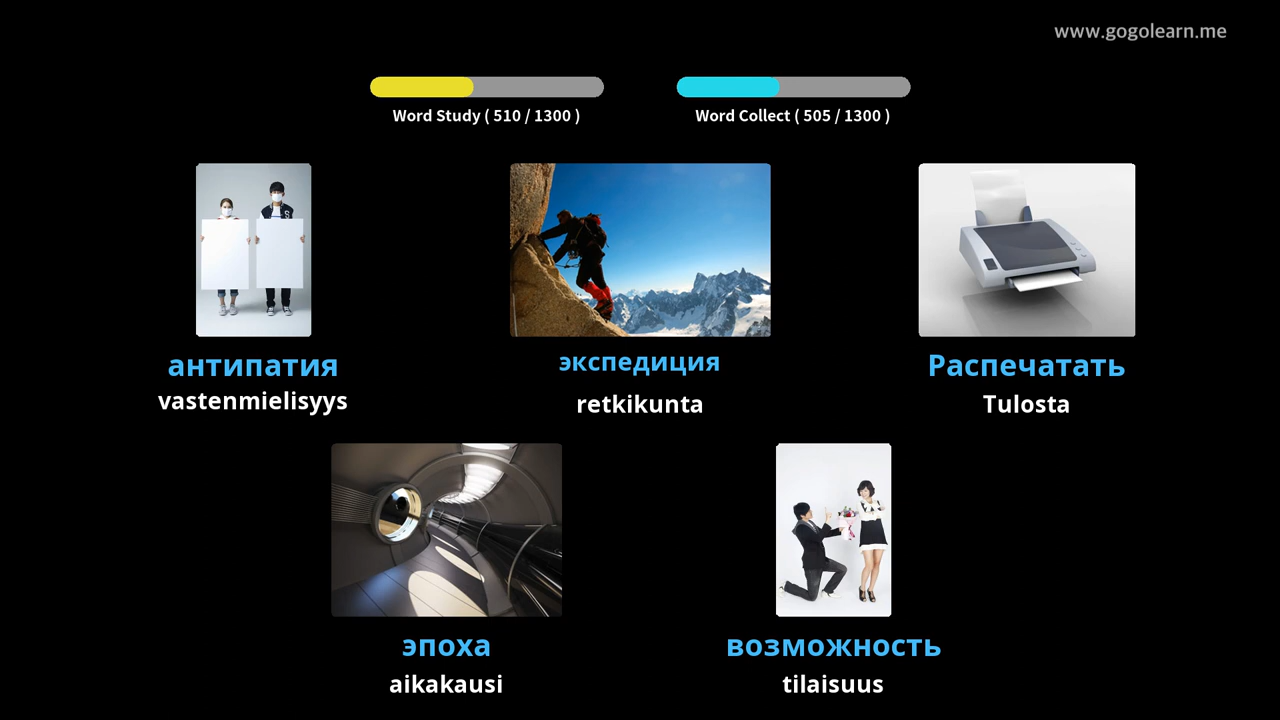 www.gogolearn.me
Word Study ( 510 / 1300 )
Word Collect ( 505 / 1300 )
антипатия
vastenmielisyys
экспедиция
retkikunta
Распечатать
Tulosta
эпоха
aikakausi
возможность
tilaisuus